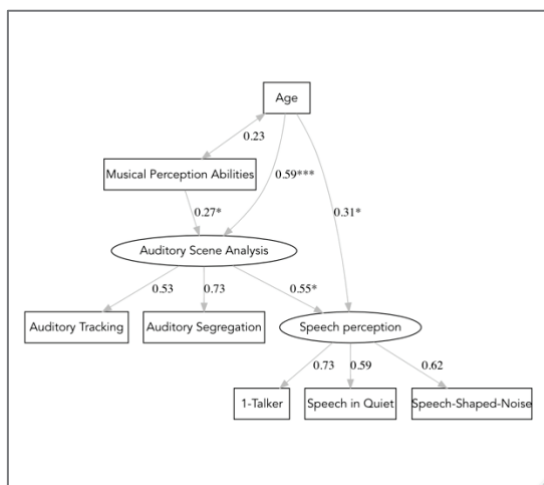 Age
0.23
Musical Perception Abilities
0.59***
0.27*
0.31*
Auditory Scene Analysis
0.53
0.73
0.55*
Auditory Tracking
Auditory Segregation
Speech perception
0.73
0.59
0.62
1-Talker
Speech in Quiet
Speech-Shaped-Noise